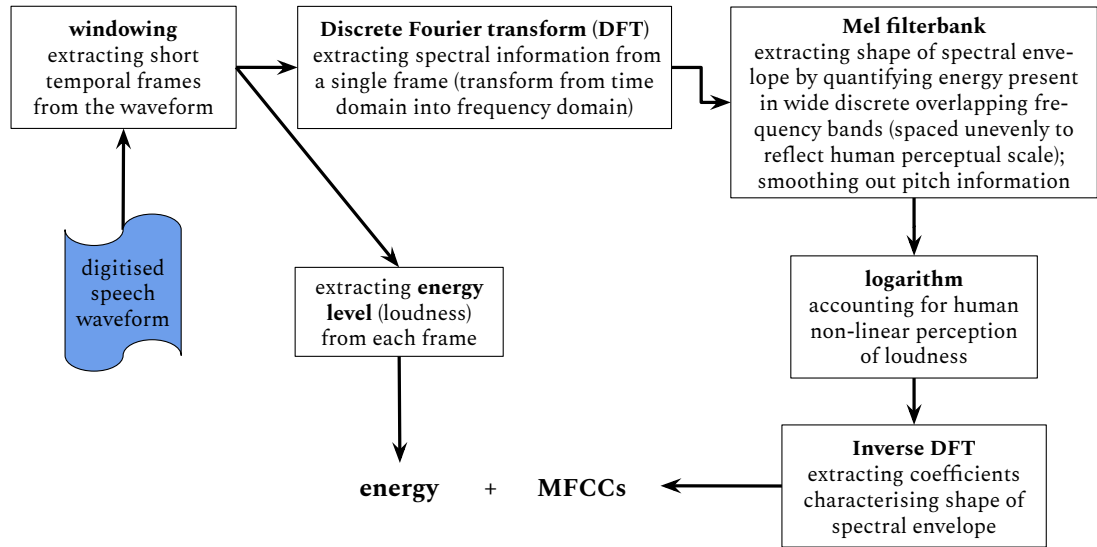 windowing
extracting short
temporal frames
from the waveform
Discrete Fourier transform (DFT)
extracting spectral information from
a single frame (transform from time
domain into frequency domain)
Mel filterbank
extracting shape of spectral enve-
lope by quantifying energy present
in wide discrete overlapping fre-
quency bands (spaced unevenly to
reflect human perceptual scale);
smoothing out pitch information
digitised
speech
waveform
extracting energy
level (loudness)
from each frame
logarithm
accounting for human
non-linear perception
of loudness
Inverse DFT
extracting coefficients
characterising shape of
spectral envelope
energy + MFCCs